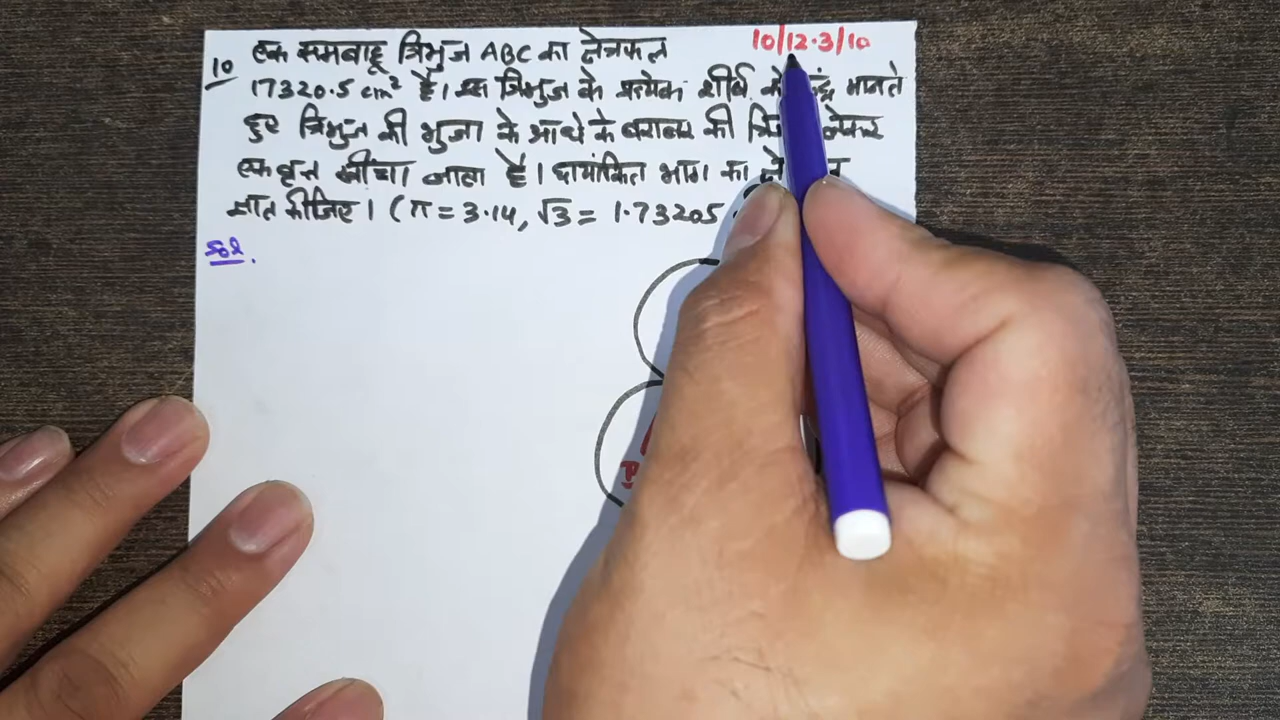 10/12.3/10
10 एक समबाहू त्रिभुज ABC का क्षेत्रफल
17320.5 cm² है। इस त्रिभुज के प्रत्येक शीर्ष को मानते
हुए त्रिभुज की भुजा के आधे के बराबर की लेकर
एक वृत्त खींचा जाता है। छायांकित भाग का
ज्ञात कीजिए। (π = 3.14, √3 = 1.73205
Sol.